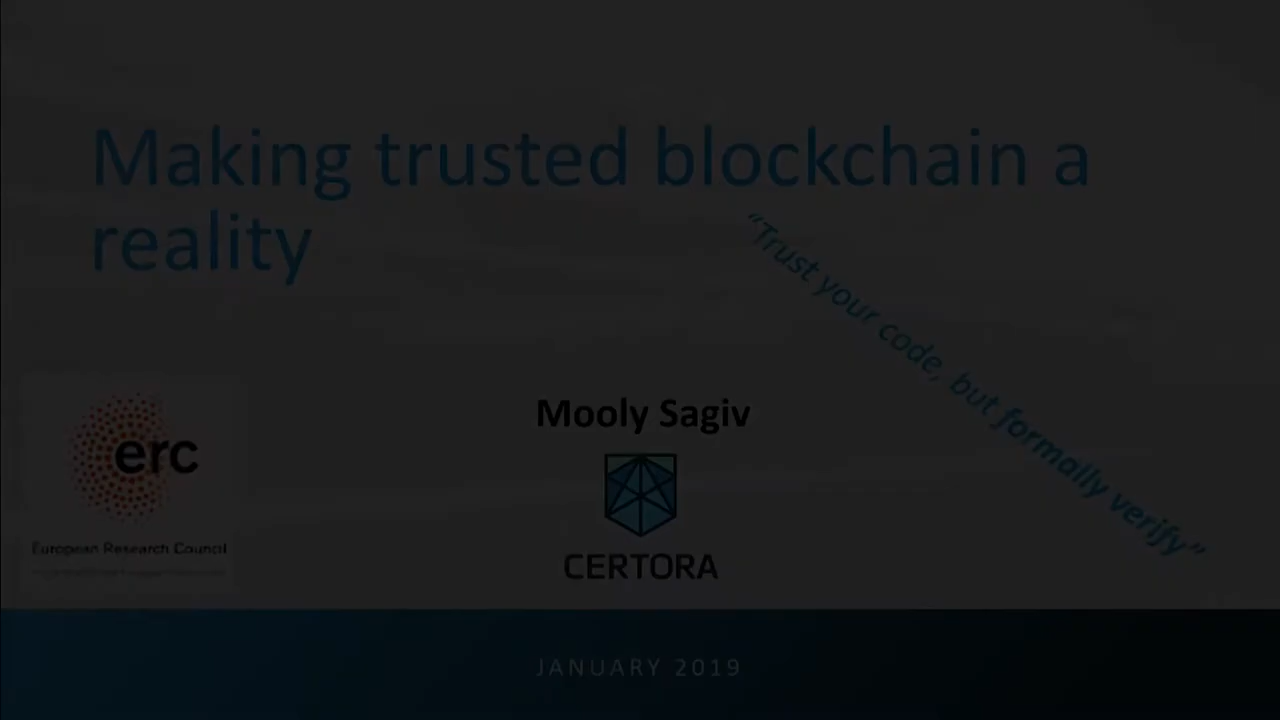 Making trusted blockchain a
reality
“Trust your code, but formally verify”
Mooly Sagiv
erc
European Research Council
CERTORA
JANUARY 2019